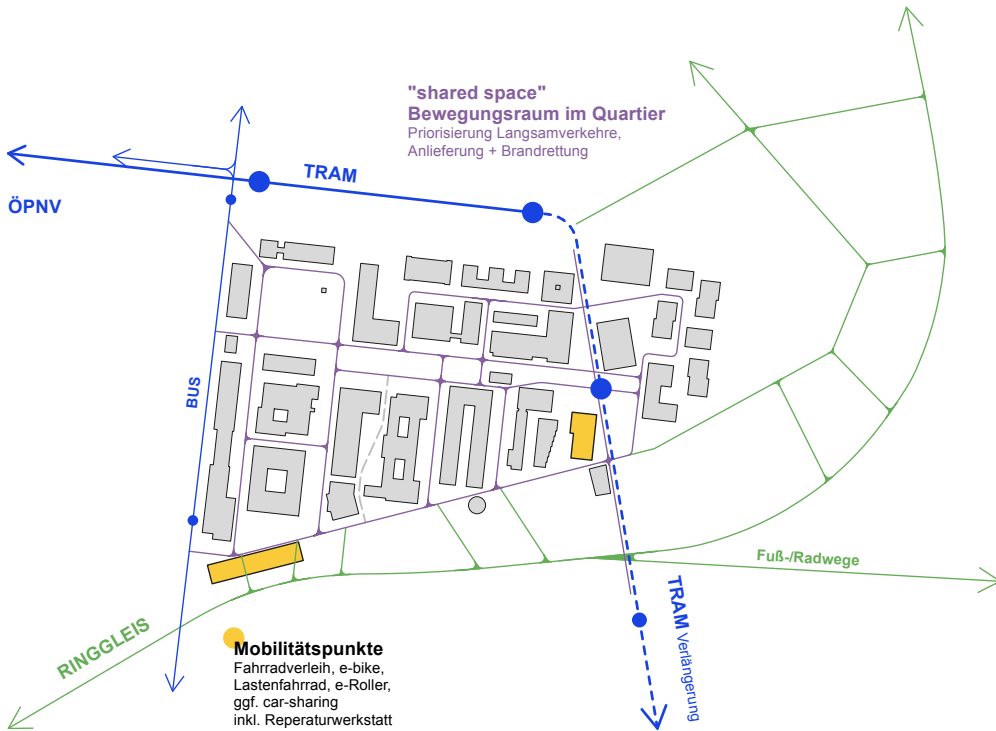 "shared space"
Bewegungsraum im Quartier
Priorisierung Langsamverkehre,
Anlieferung + Brandrettung
TRAM
ÖPNV
BUS
Fuß-/Radwege
RINGGLEIS
TRAM Verlängerung
Mobilitätspunkte
Fahrradverleih, e-bike,
Lastenfahrrad, e-Roller,
ggf. car-sharing
inkl. Reperaturwerkstatt